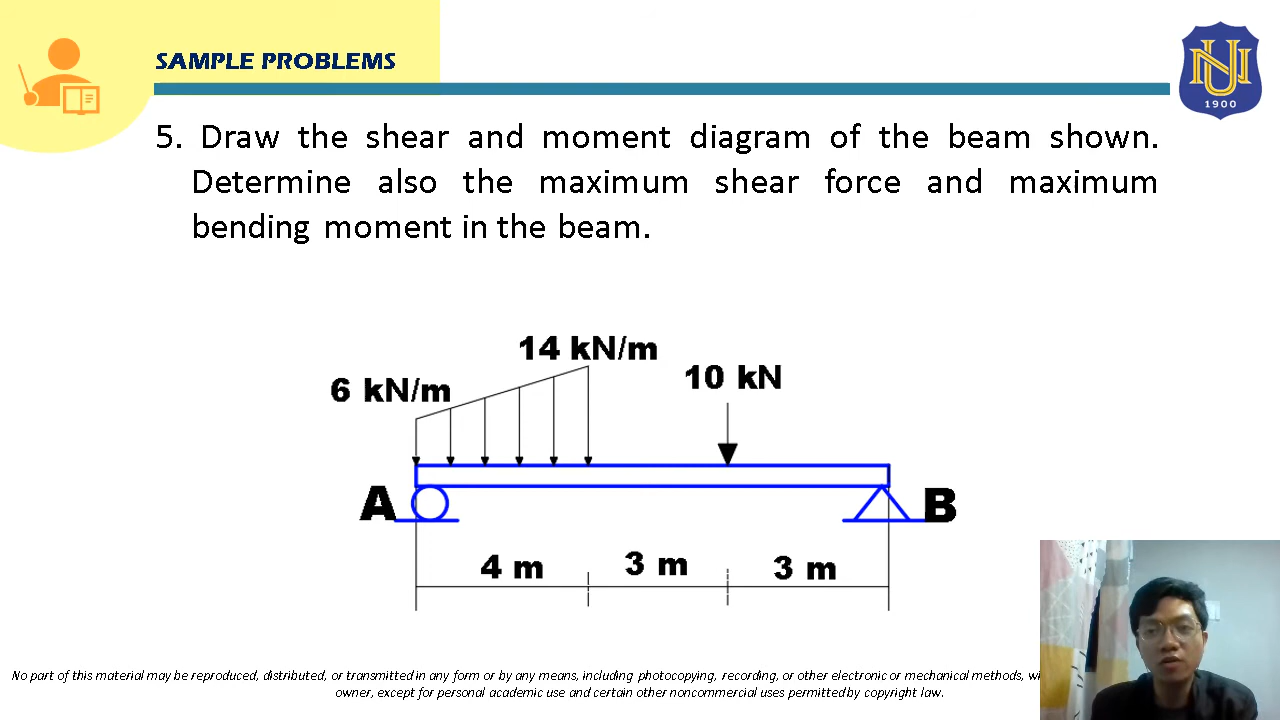 SAMPLE PROBLEMS
NU
1900
5. Draw the shear and moment diagram of the beam shown.
Determine also the maximum shear force and maximum
bending moment in the beam.
14 kN/m
6 kN/m
10 kN
A
B
4 m
3 m
3 m
No part of this material may be reproduced, distributed, or transmitted in any form or by any means, including photocopying, recording, or other electronic or mechanical methods, wi
owner, except for personal academic use and certain other noncommercial uses permitted by copyright law.